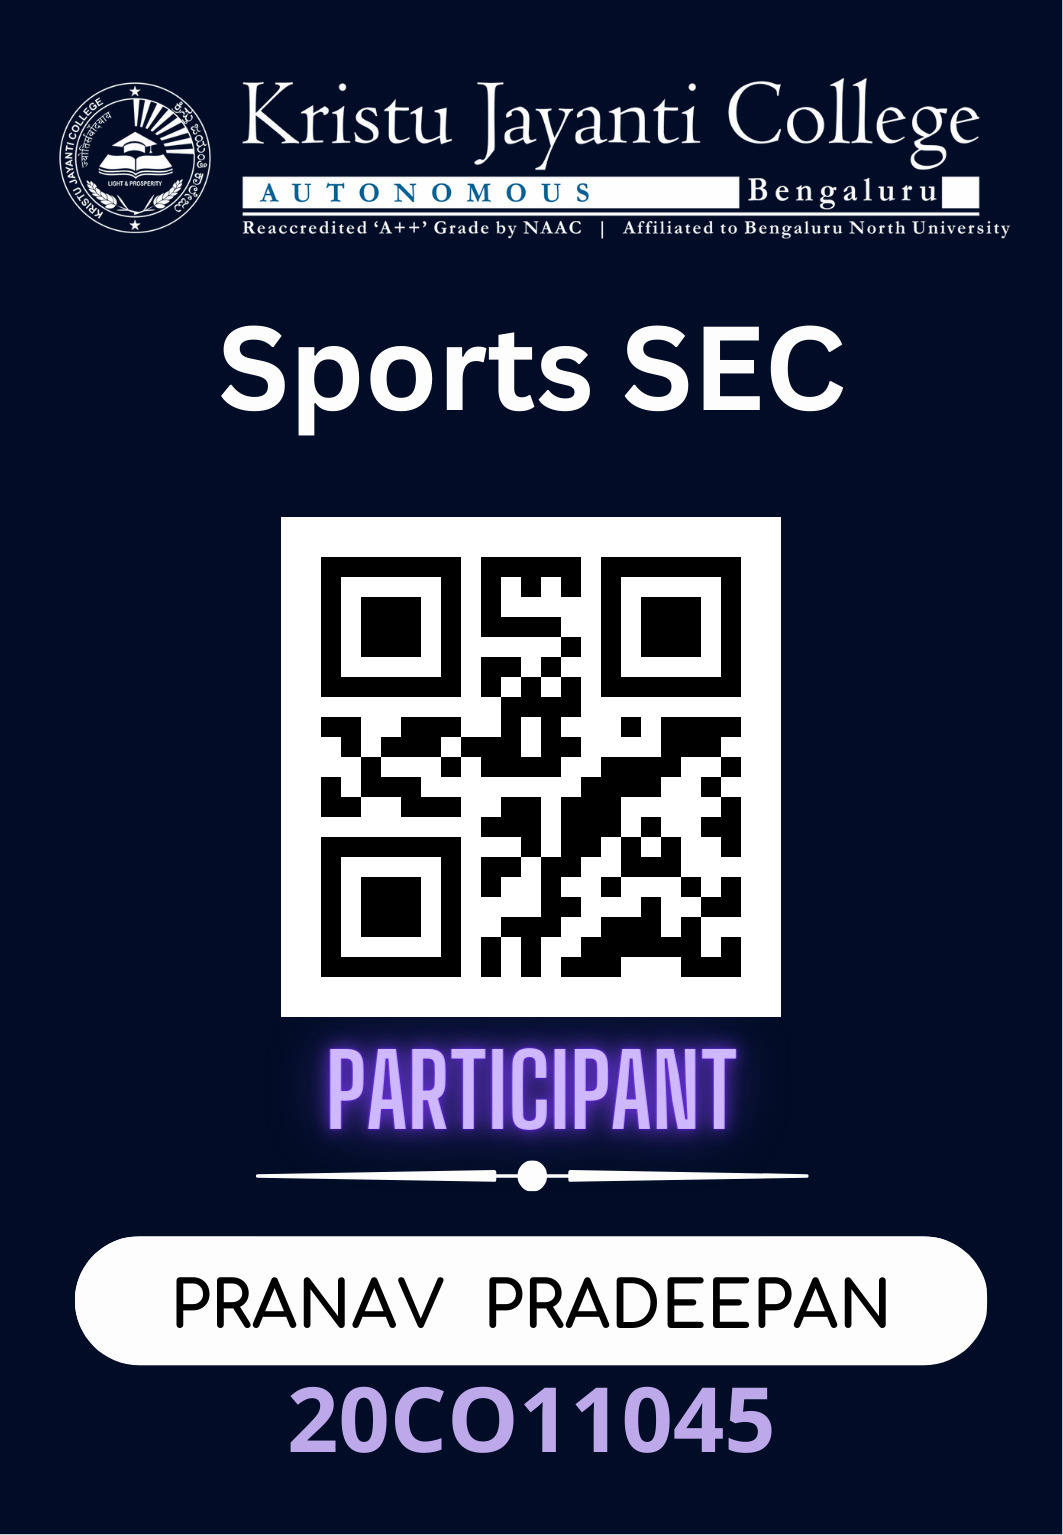 Kristu Jayanti College
AUTONOMOUS Bengaluru
Reaccredited ‘A++’ Grade by NAAC | Affiliated to Bengaluru North University
KRISTU JAYANTI COLLEGE
LIGHT & PROSPERITY
Sports SEC
PARTICIPANT
PRANAV PRADEEPAN
20CO11045